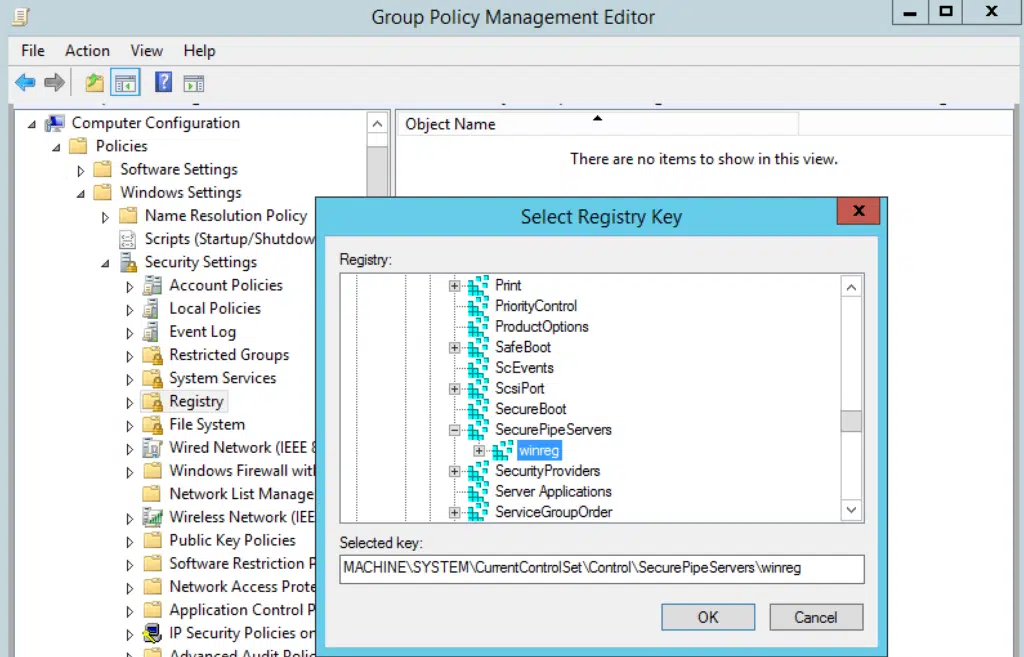 Group Policy Management Editor
File Action View Help
Computer Configuration
Policies
Software Settings
Windows Settings
Name Resolution Policy
Scripts (Startup/Shutdow
Security Settings
Account Policies
Local Policies
Event Log
Restricted Groups
System Services
Registry
File System
Wired Network (IEEE 8
Windows Firewall wit
Network List Manage
Wireless Network (IEE
Public Key Policies
Software Restriction P
Network Access Prote
Application Control P
IP Security Policies on
Advanced Audit Polic
Object Name
There are no items to show in this view.
Select Registry Key
Registry:
Print
PriorityControl
ProductOptions
SafeBoot
ScEvents
ScsiPort
SecureBoot
SecurePipeServers
winreg
SecurityProviders
Server Applications
ServiceGroupOrder
Selected key:
MACHINE\SYSTEM\CurrentControlSet\Control\SecurePipeServers\winreg
OK Cancel